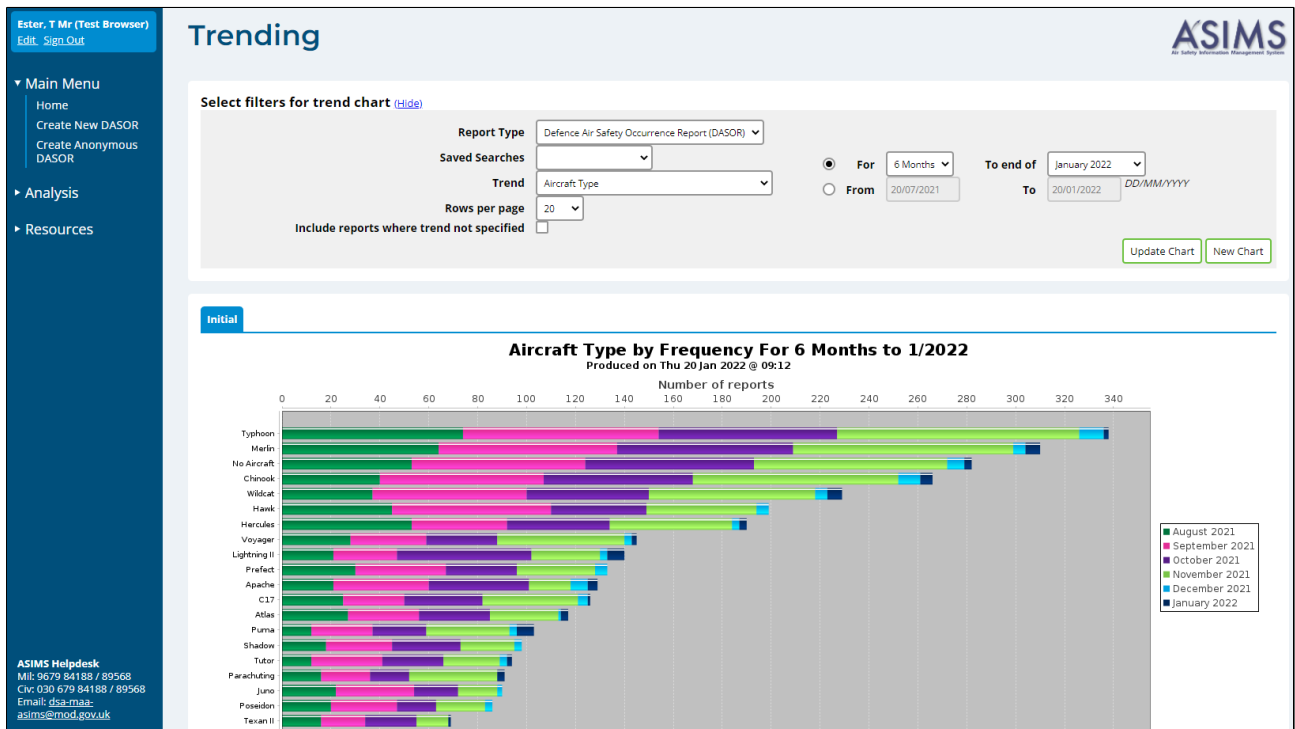 Ester, T Mr (Test Browser)
Edit Sign Out
Main Menu
Home
Create New DASOR
Create Anonymous
DASOR
Analysis
Resources
ASIMS Helpdesk
Mil: 9679 84188 / 89568
Civ: 030 679 84188 / 89568
Email: dsa-maa-
asims@mod.gov.uk
Trending
ASIMS
Air Safety Information Management System
Select filters for trend chart (Hide)
Report Type Defence Air Safety Occurrence Report (DASOR)
Saved Searches
Trend Aircraft Type
Rows per page 20
Include reports where trend not specified
For 6 Months To end of January 2022
From 20/07/2021 To 20/01/2022 DD/MM/YYYY
Update Chart New Chart
Initial
Aircraft Type by Frequency For 6 Months to 1/2022
Produced on Thu 20 Jan 2022 @ 09:12
Number of reports
0 20 40 60 80 100 120 140 160 180 200 220 240 260 280 300 320 340
Typhoon
Merlin
No Aircraft
Chinook
Wildcat
Hawk
Hercules
Voyager
Lightning II
Prefect
Apache
C17
Atlas
Puma
Shadow
Tutor
Parachuting
Juno
Poseidon
Texan II
August 2021
September 2021
October 2021
November 2021
December 2021
January 2022